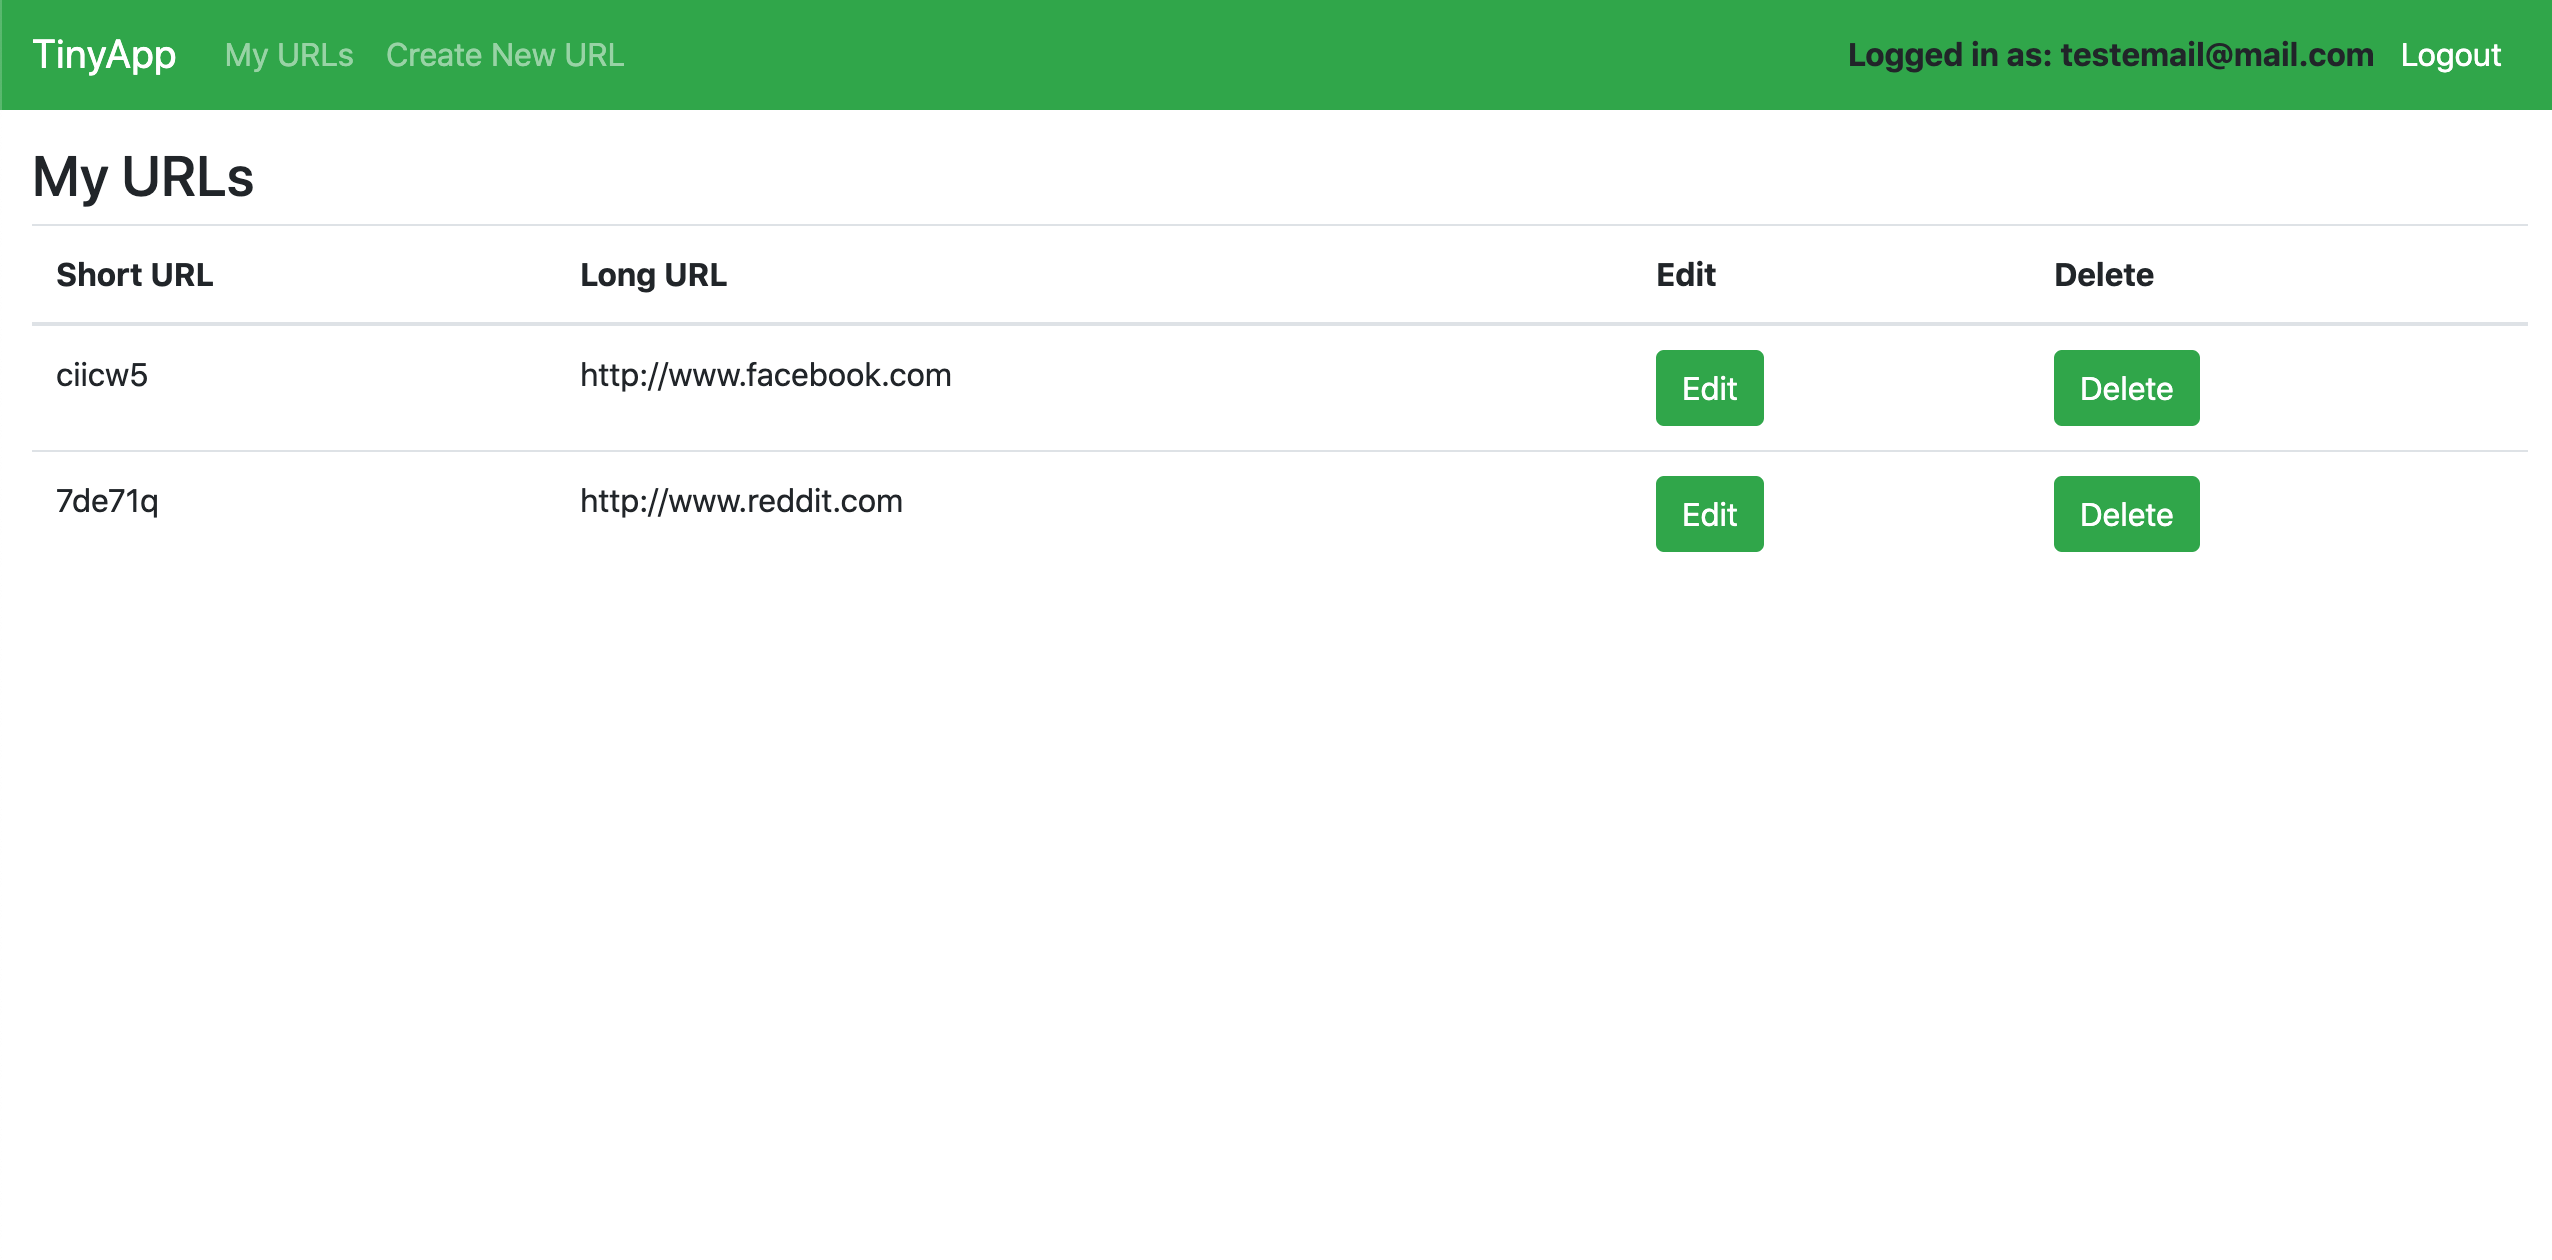 TinyApp My URLs Create New URL Logged in as: testemail@mail.com Logout
My URLs
Short URL Long URL Edit Delete
ciicw5 http://www.facebook.com Edit Delete
7de71q http://www.reddit.com Edit Delete